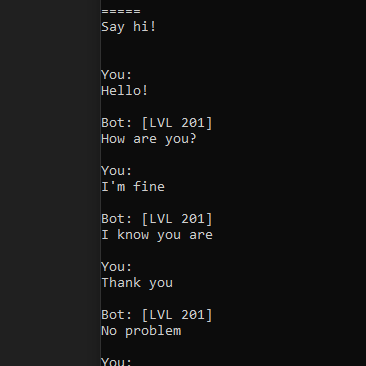 =====
Say hi!
You:
Hello!
Bot: [LVL 201]
How are you?
You:
I'm fine
Bot: [LVL 201]
I know you are
You:
Thank you
Bot: [LVL 201]
No problem
You: